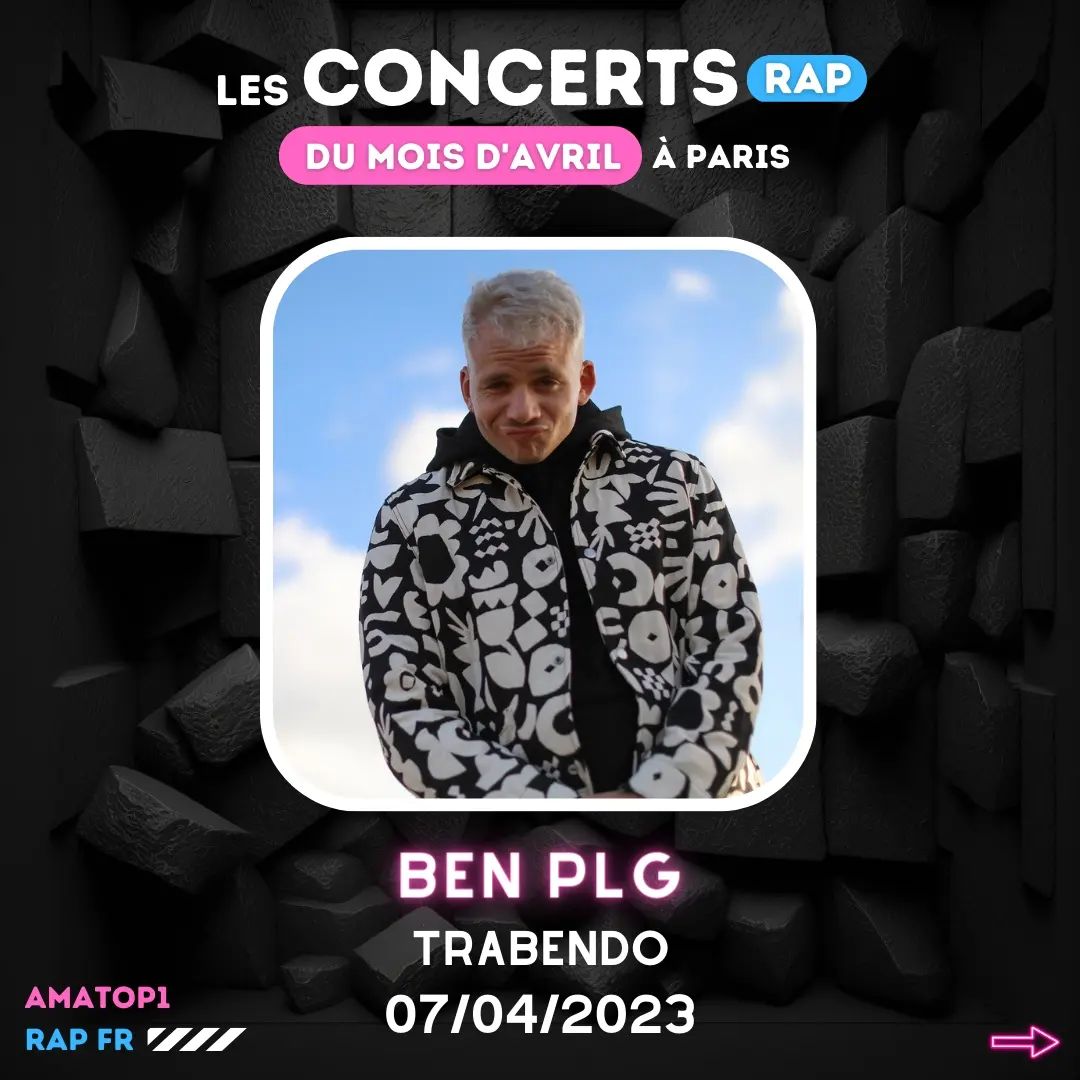 LES CONCERTS RAP
DU MOIS D'AVRIL À PARIS
BEN PLG
TRABENDO
07/04/2023
AMATOP1
RAP FR